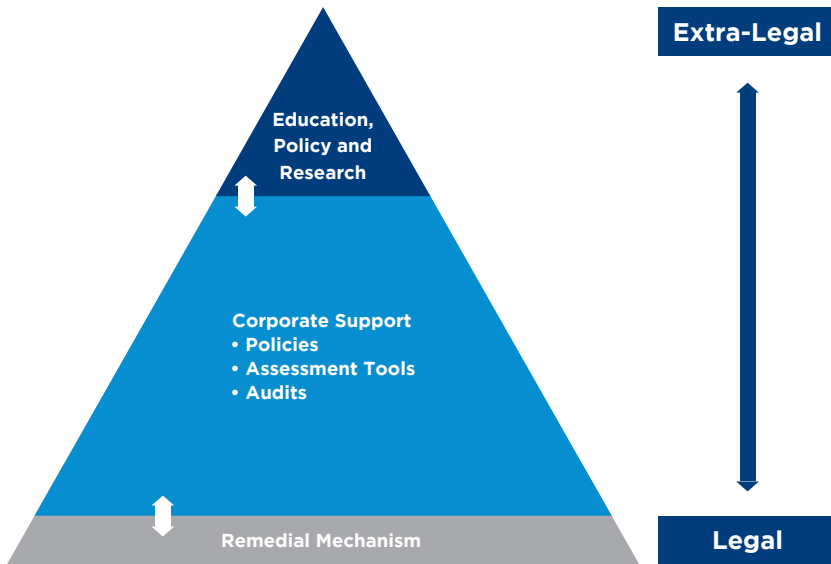 Extra-Legal
Education,
Policy and
Research
Corporate Support
• Policies
• Assessment Tools
• Audits
Remedial Mechanism
Legal